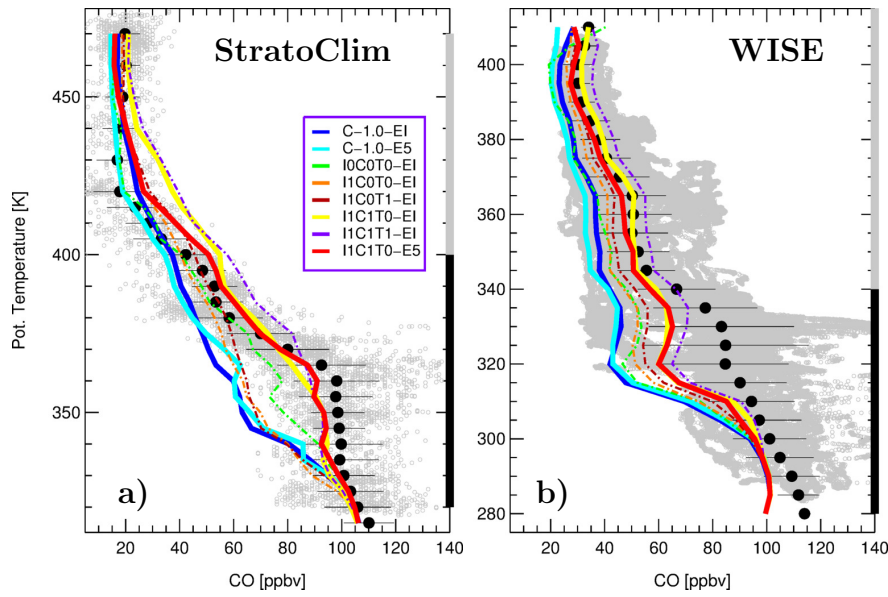 StratoClim
WISE
C−1.0−EI
C−1.0−E5
I0C0T0−EI
I1C0T0−EI
I1C0T1−EI
I1C1T0−EI
I1C1T1−EI
I1C1T0−E5
Pot. Temperature [K]
450
400
350
a)
20 40 60 80 100 120 140
CO [ppbv]
Pot. Temperature [K]
400
380
360
340
320
300
280
b)
20 40 60 80 100 120 140
CO [ppbv]